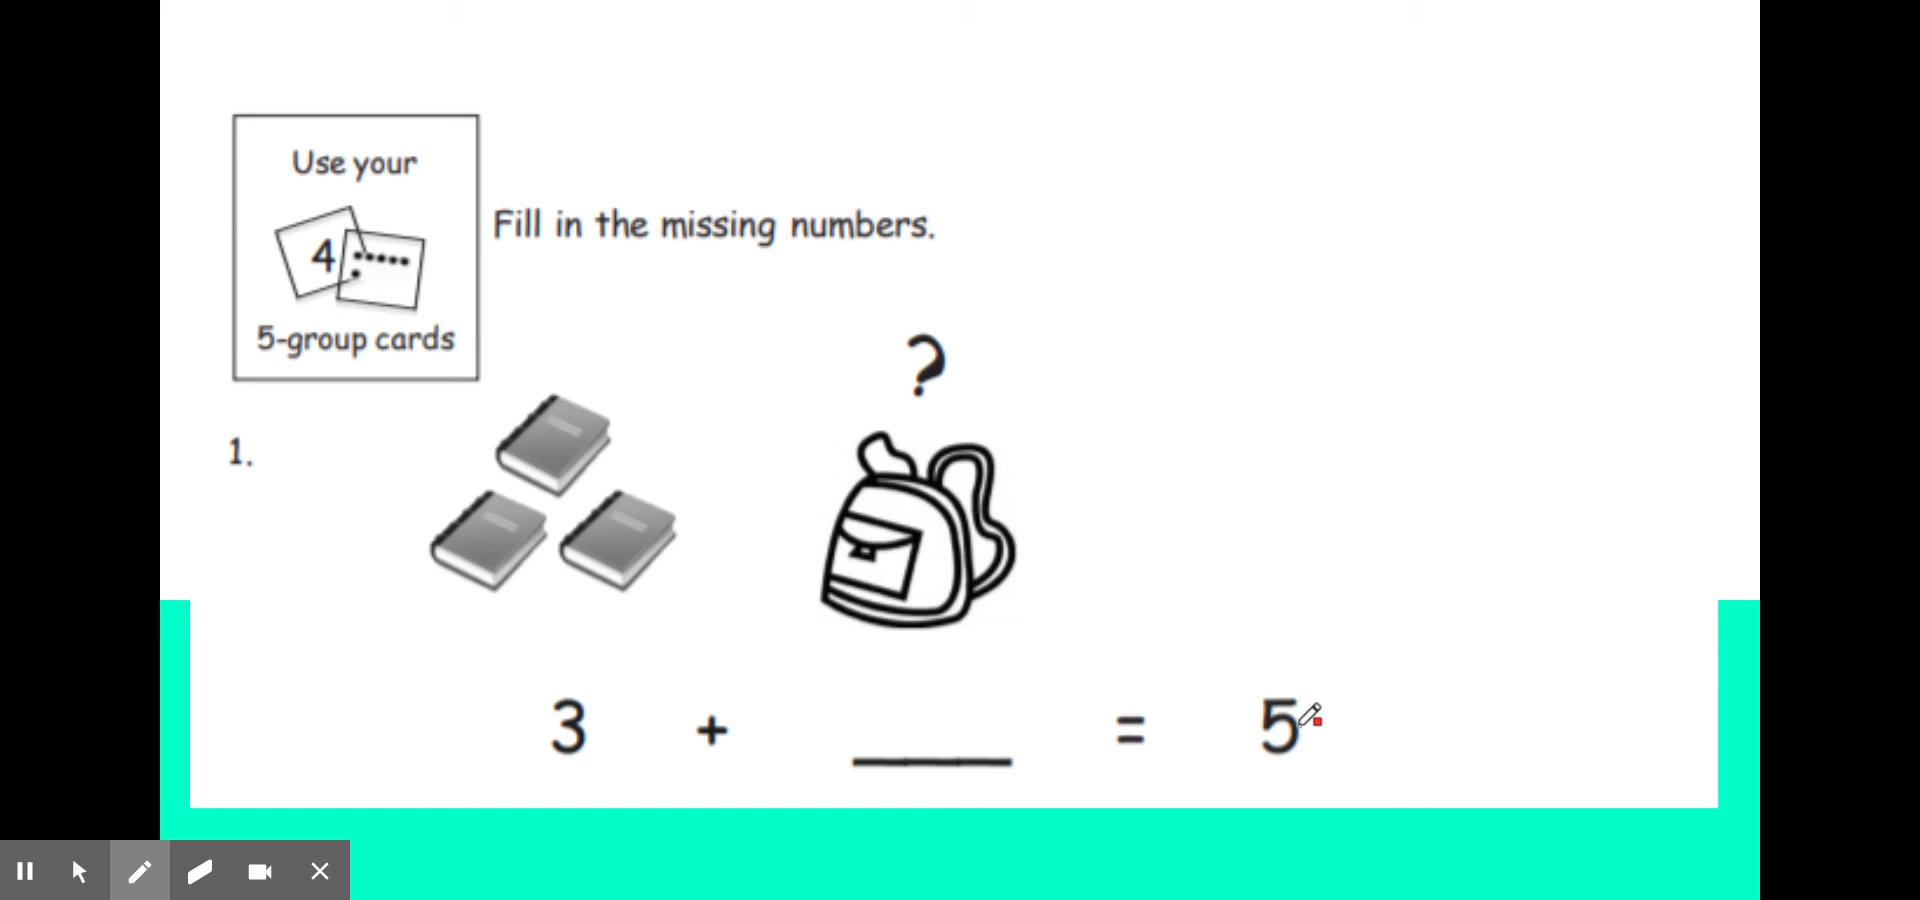 Use your
4
5-group cards
Fill in the missing numbers.
?
1.
3 + ___ = 5